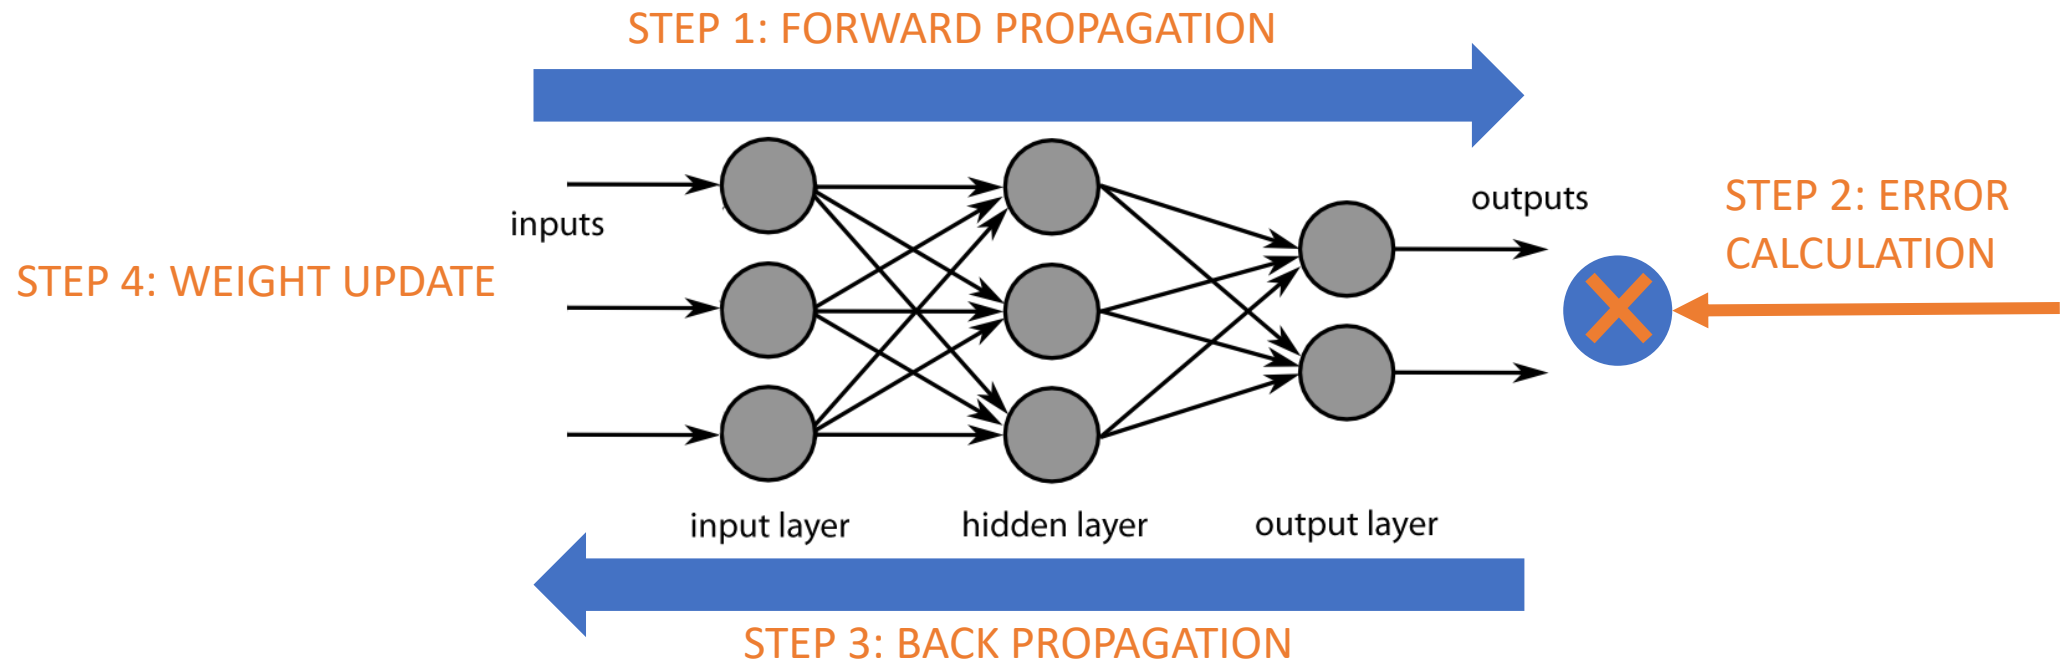 STEP 1: FORWARD PROPAGATION
inputs
outputs
STEP 2: ERROR
CALCULATION
STEP 4: WEIGHT UPDATE
input layer
hidden layer
output layer
STEP 3: BACK PROPAGATION